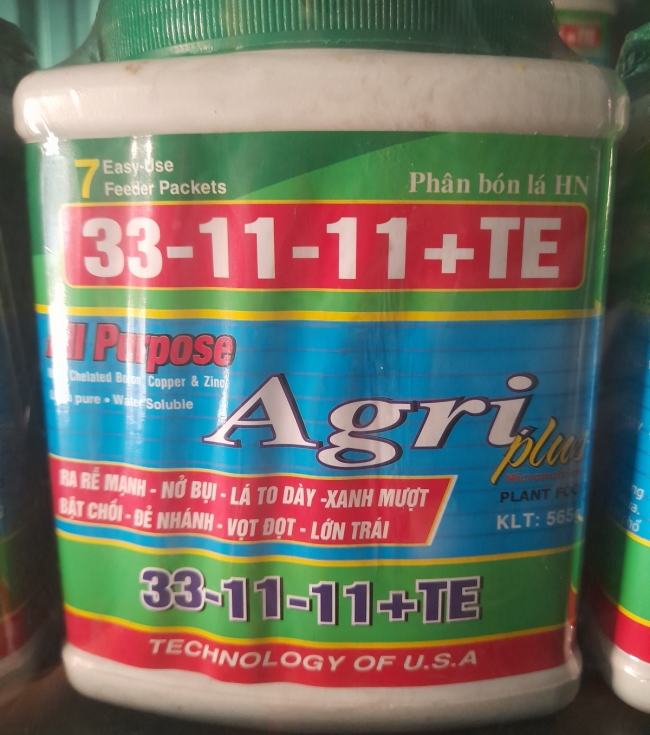 7 Easy-Use
Feeder Packets
Phân bón lá HN
33-11-11+TE
All Purpose
Chelated Boron Copper & Zinc
pure • Water Soluble
Agri
plus
PLANT
KLT: 565
RA RỄ MẠNH - NỞ BỤI - LÁ TO DÀY -XANH MƯỢT
BẬT CHỒI - ĐẺ NHÁNH - VỌT ĐỌT - LỚN TRÁI
33-11-11+TE
TECHNOLOGY OF U.S.A